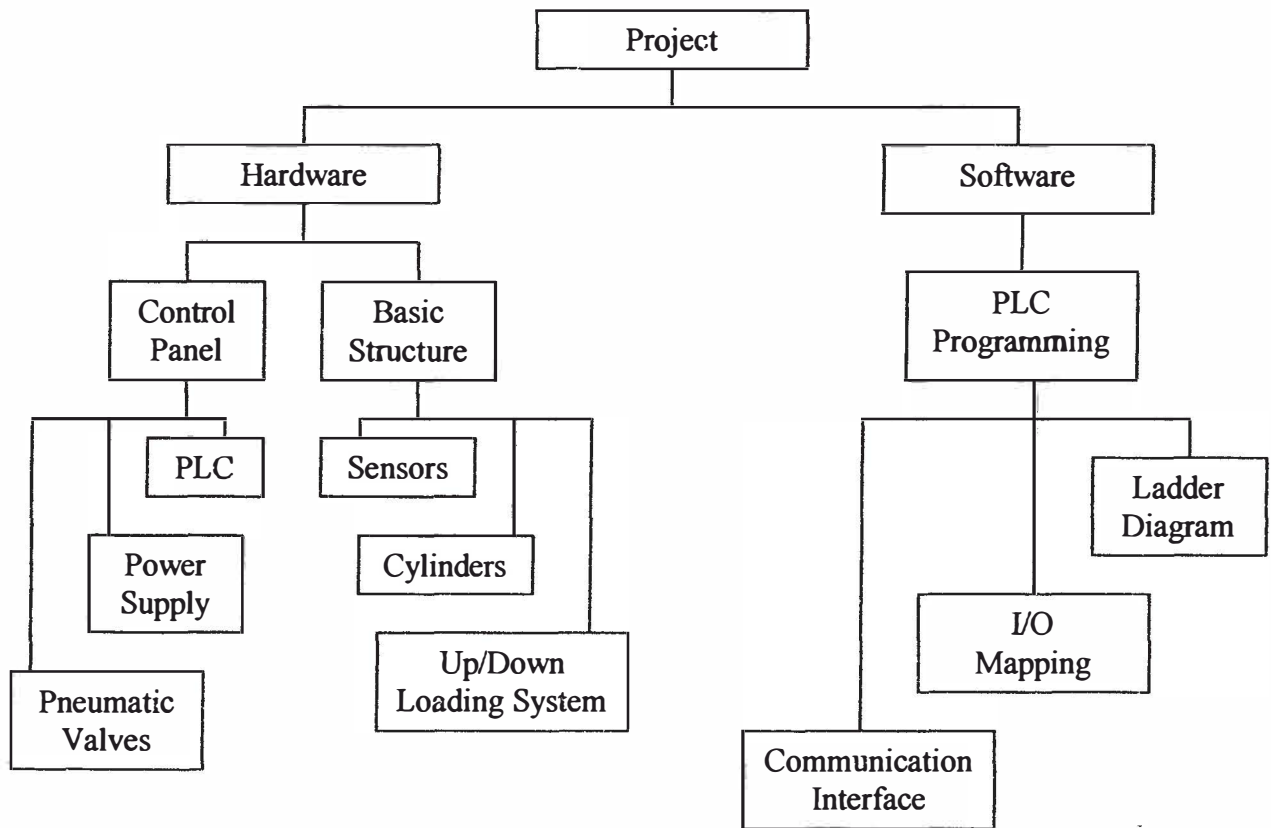 Project
Hardware
Software
Control
Panel
Basic
Structure
PLC
Programming
PLC
Sensors
Ladder
Diagram
Power
Supply
Cylinders
I/O
Mapping
Up/Down
Loading System
Pneumatic
Valves
Communication
Interface